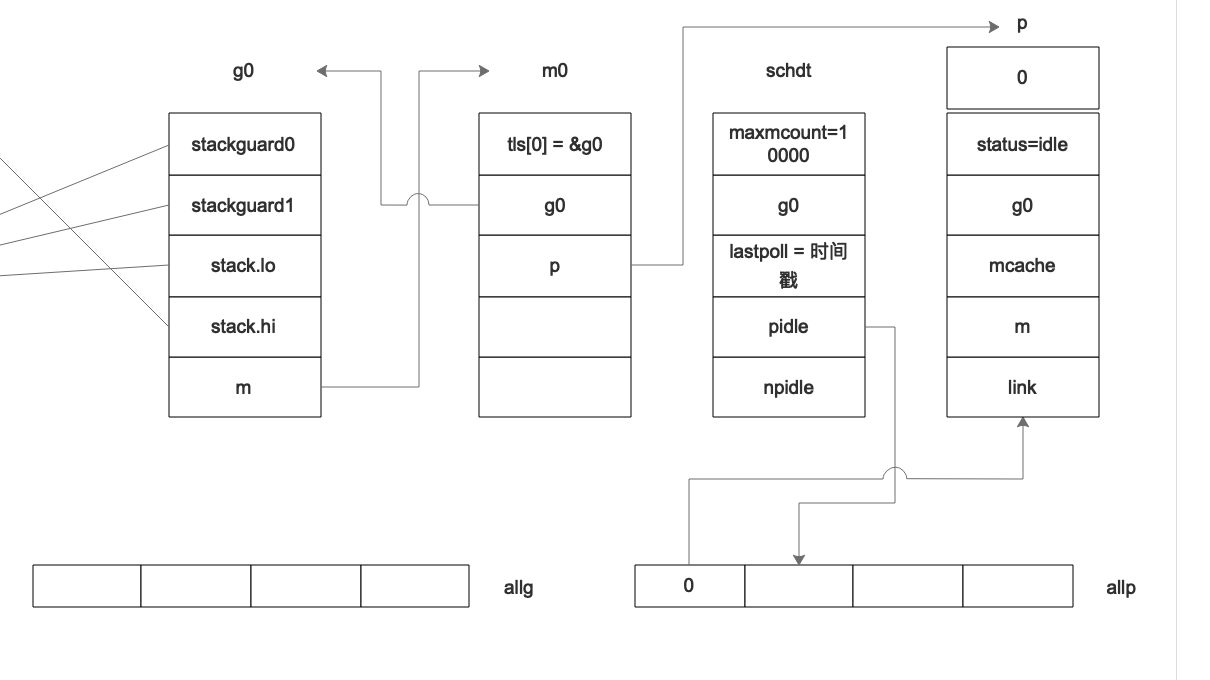 p
g0
m0
schdt
0
stackguard0
stackguard1
stack.lo
stack.hi
m
tls[0] = &g0
g0
p
maxmcount=1
0000
g0
lastpoll = 时间
戳
pidle
npidle
status=idle
g0
mcache
m
link
allg
0
allp